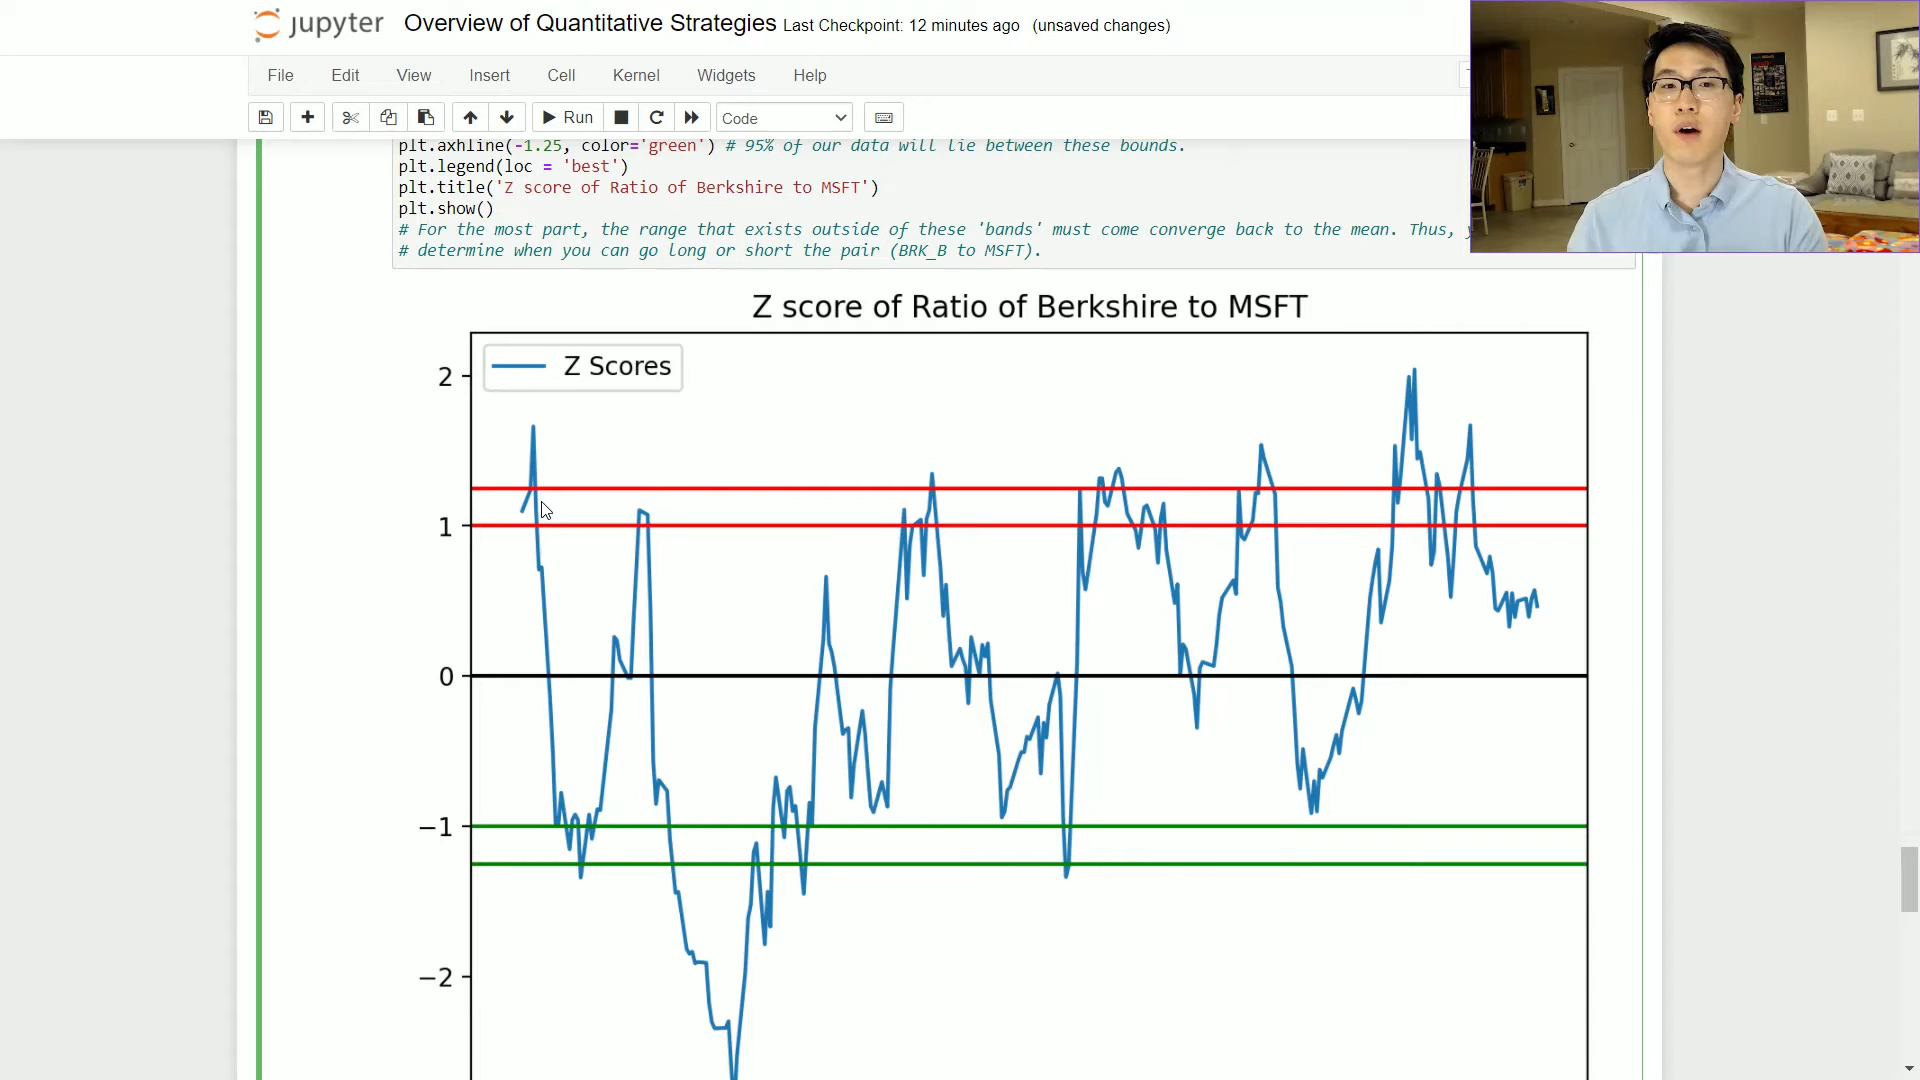 jupyter Overview of Quantitative Strategies Last Checkpoint: 12 minutes ago (unsaved changes)
File Edit View Insert Cell Kernel Widgets Help
Run Code
plt.axhline(-1.25, color='green') # 95% of our data will lie between these bounds.
plt.legend(loc = 'best')
plt.title('Z score of Ratio of Berkshire to MSFT')
plt.show()
# For the most part, the range that exists outside of these 'bands' must come converge back to the mean. Thus,
# determine when you can go long or short the pair (BRK_B to MSFT).
Z score of Ratio of Berkshire to MSFT
Z Scores
2
1
0
−1
−2